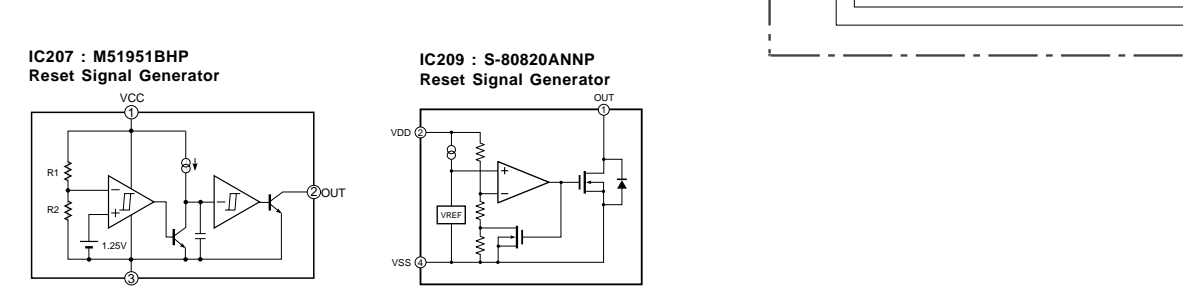 IC207 : M51951BHP
Reset Signal Generator
VCC
1
R1
R2
1.25V
2 OUT
3
IC209 : S-80820ANNP
Reset Signal Generator
OUT
1
VDD 2
VREF
VSS 4